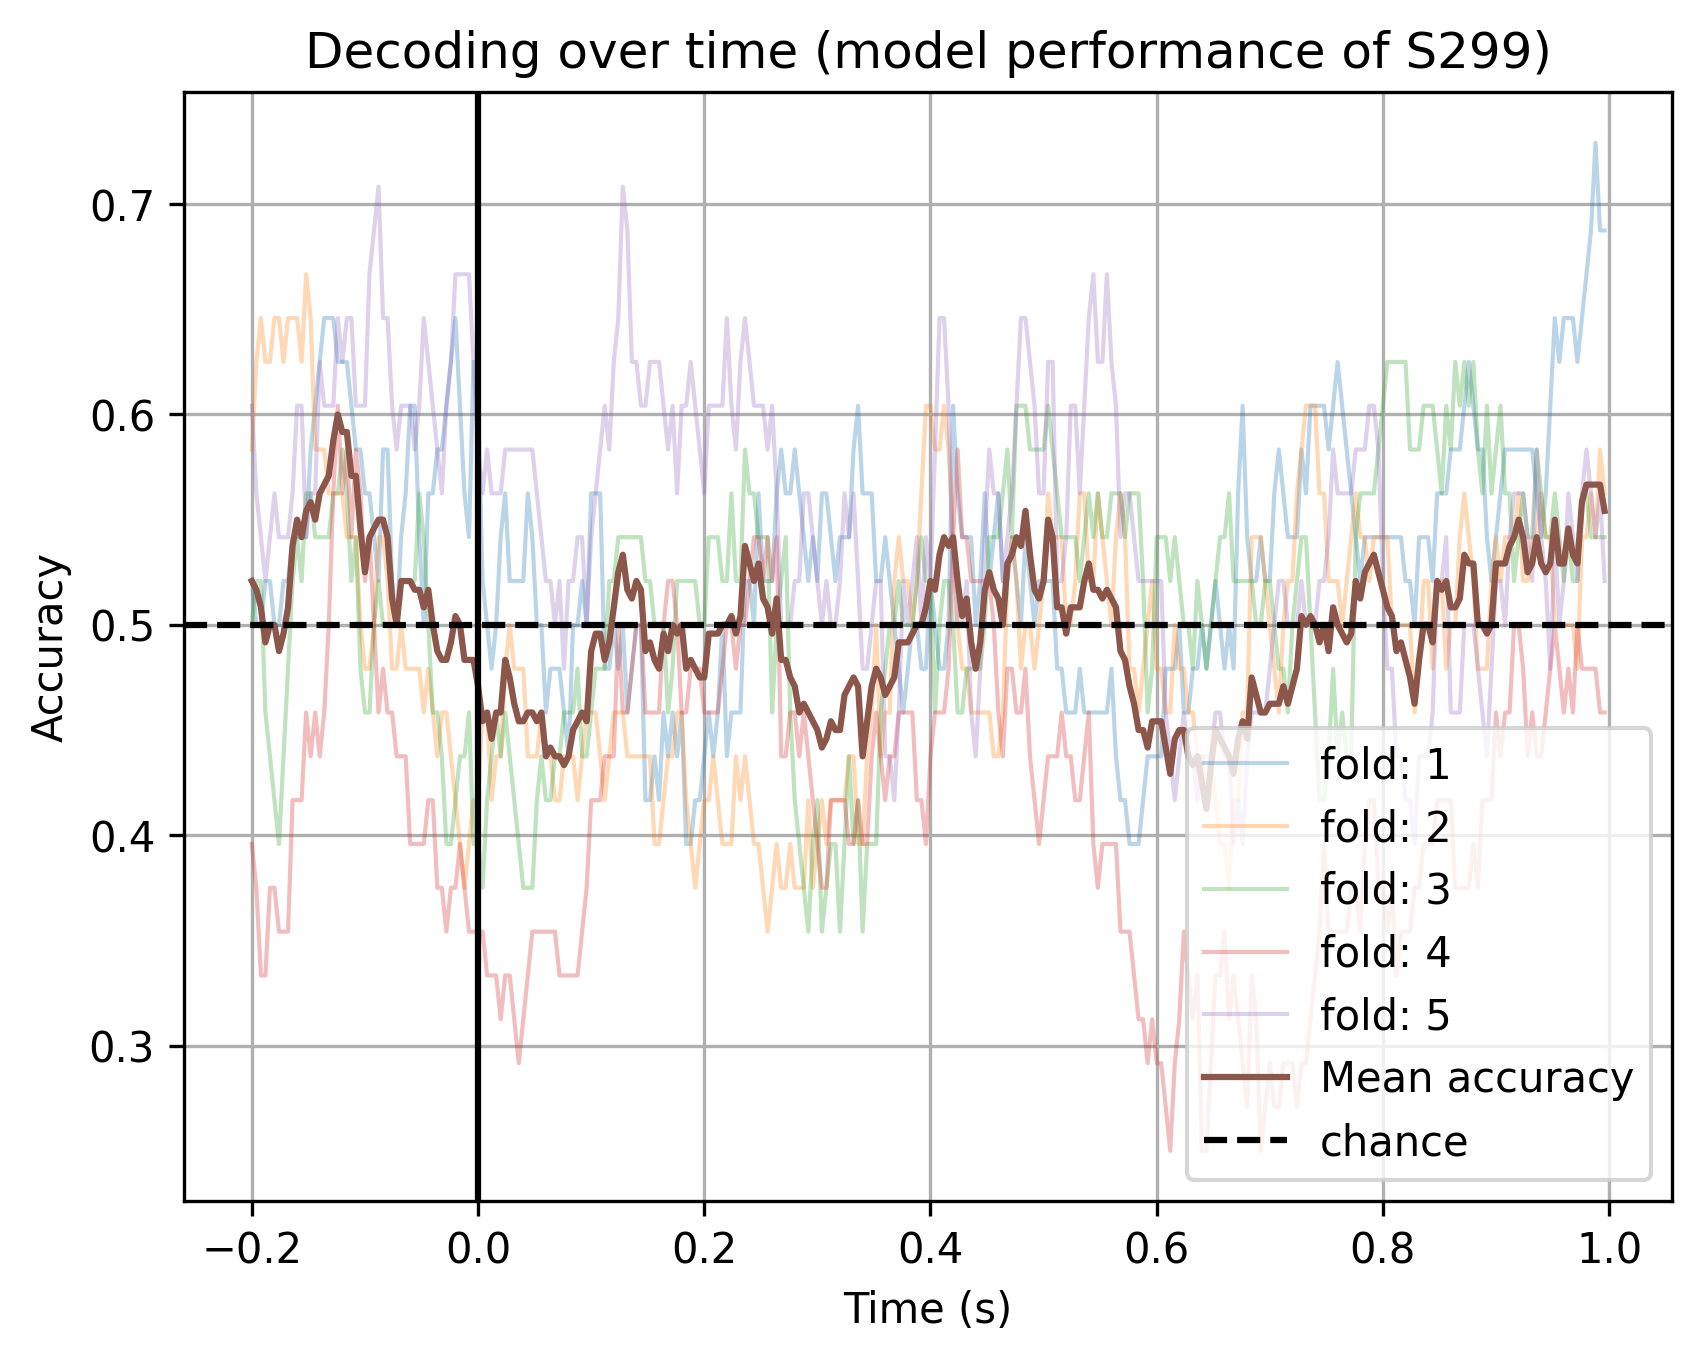 Decoding over time (model performance of S299)
Accuracy
0.7
0.6
0.5
0.4
0.3
fold: 1
fold: 2
fold: 3
fold: 4
fold: 5
Mean accuracy
chance
−0.2 0.0 0.2 0.4 0.6 0.8 1.0
Time (s)